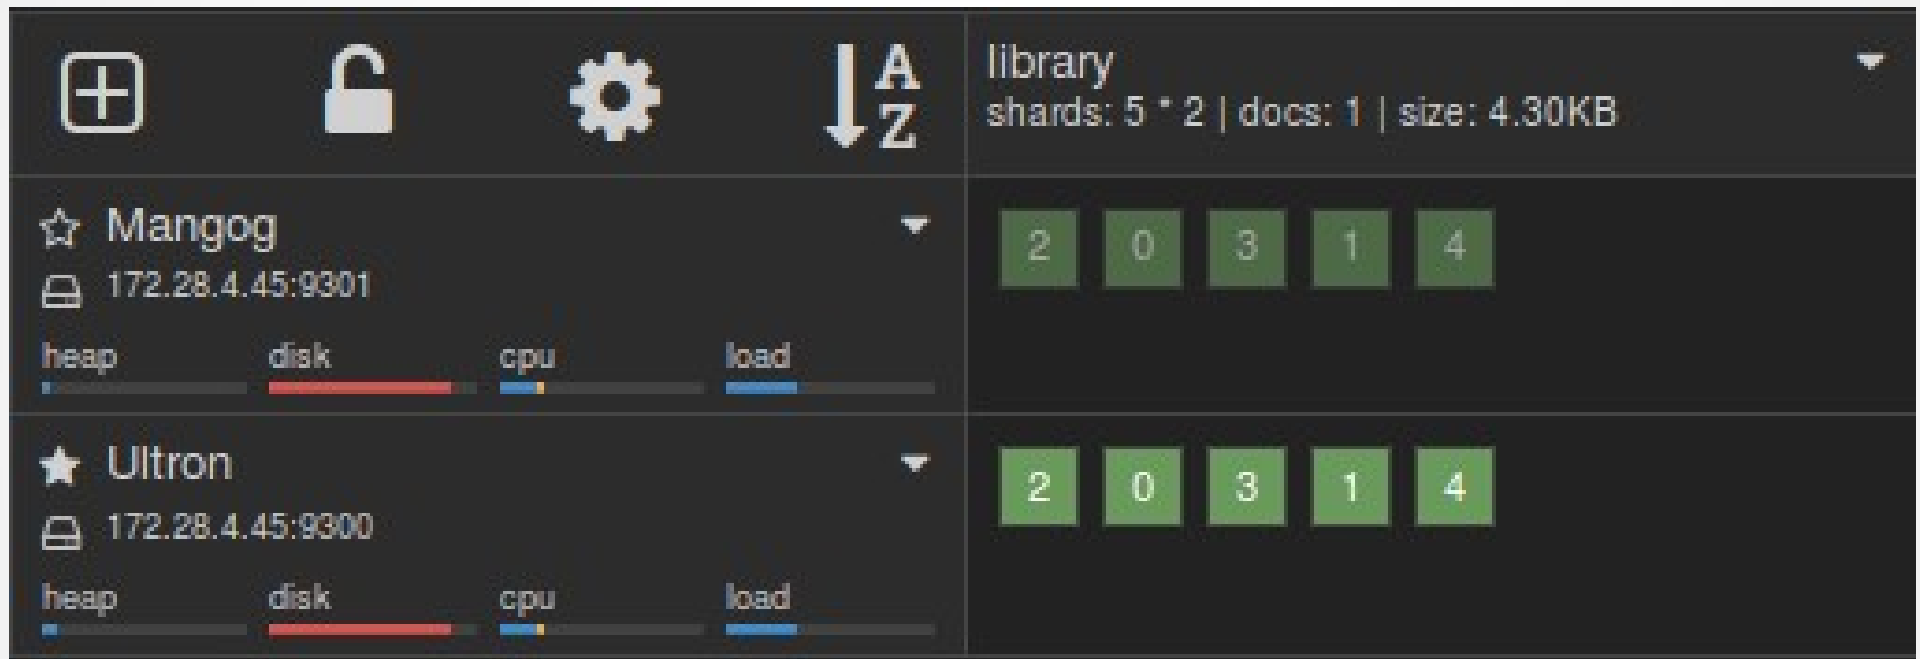 A
Z
library
shards: 5 * 2 | docs: 1 | size: 4.30KB
Mangog
172.28.4.45:9301
heap disk cpu load
2 0 3 1 4
Ultron
172.28.4.45:9300
heap disk cpu load
2 0 3 1 4